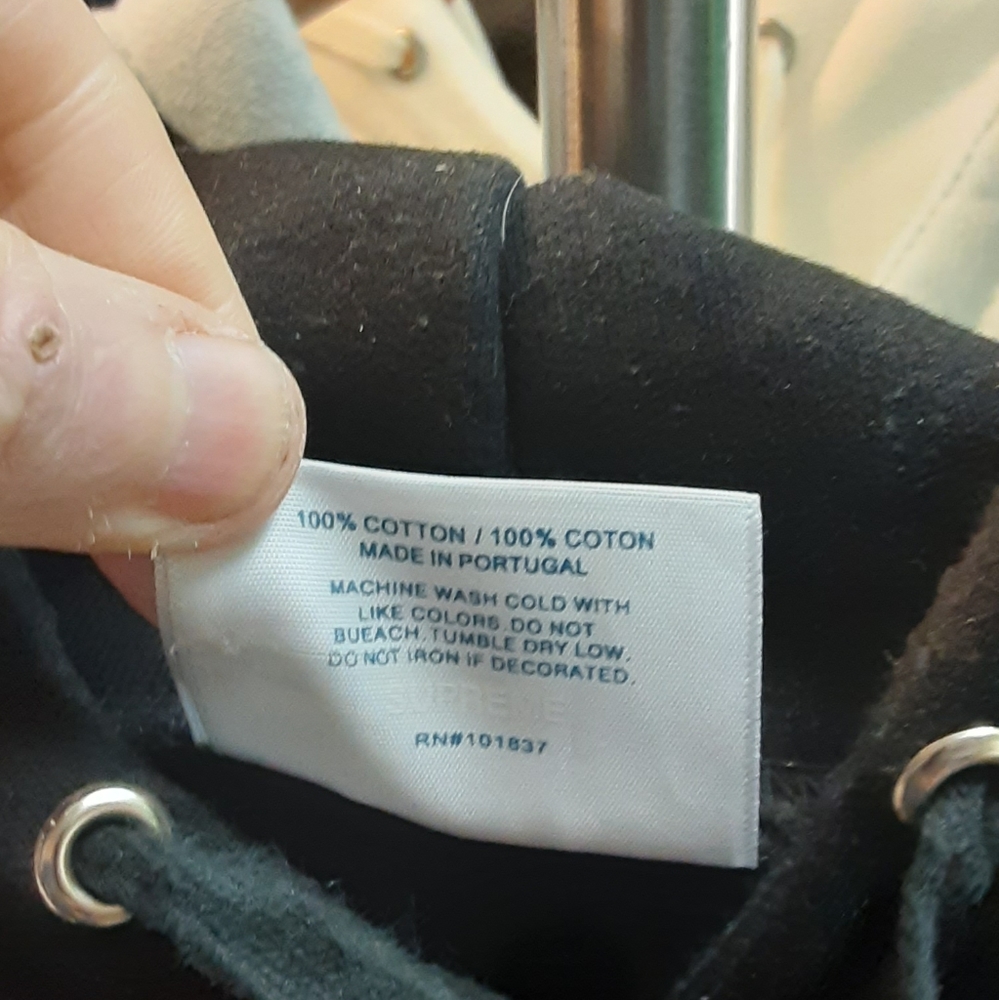 100% COTTON / 100% COTON
MADE IN PORTUGAL
MACHINE WASH COLD WITH
LIKE COLORS. DO NOT
BUEACH. TUMBLE DRY LOW.
DO NOT IRON IF DECORATED.
SUPREME
RN#101837